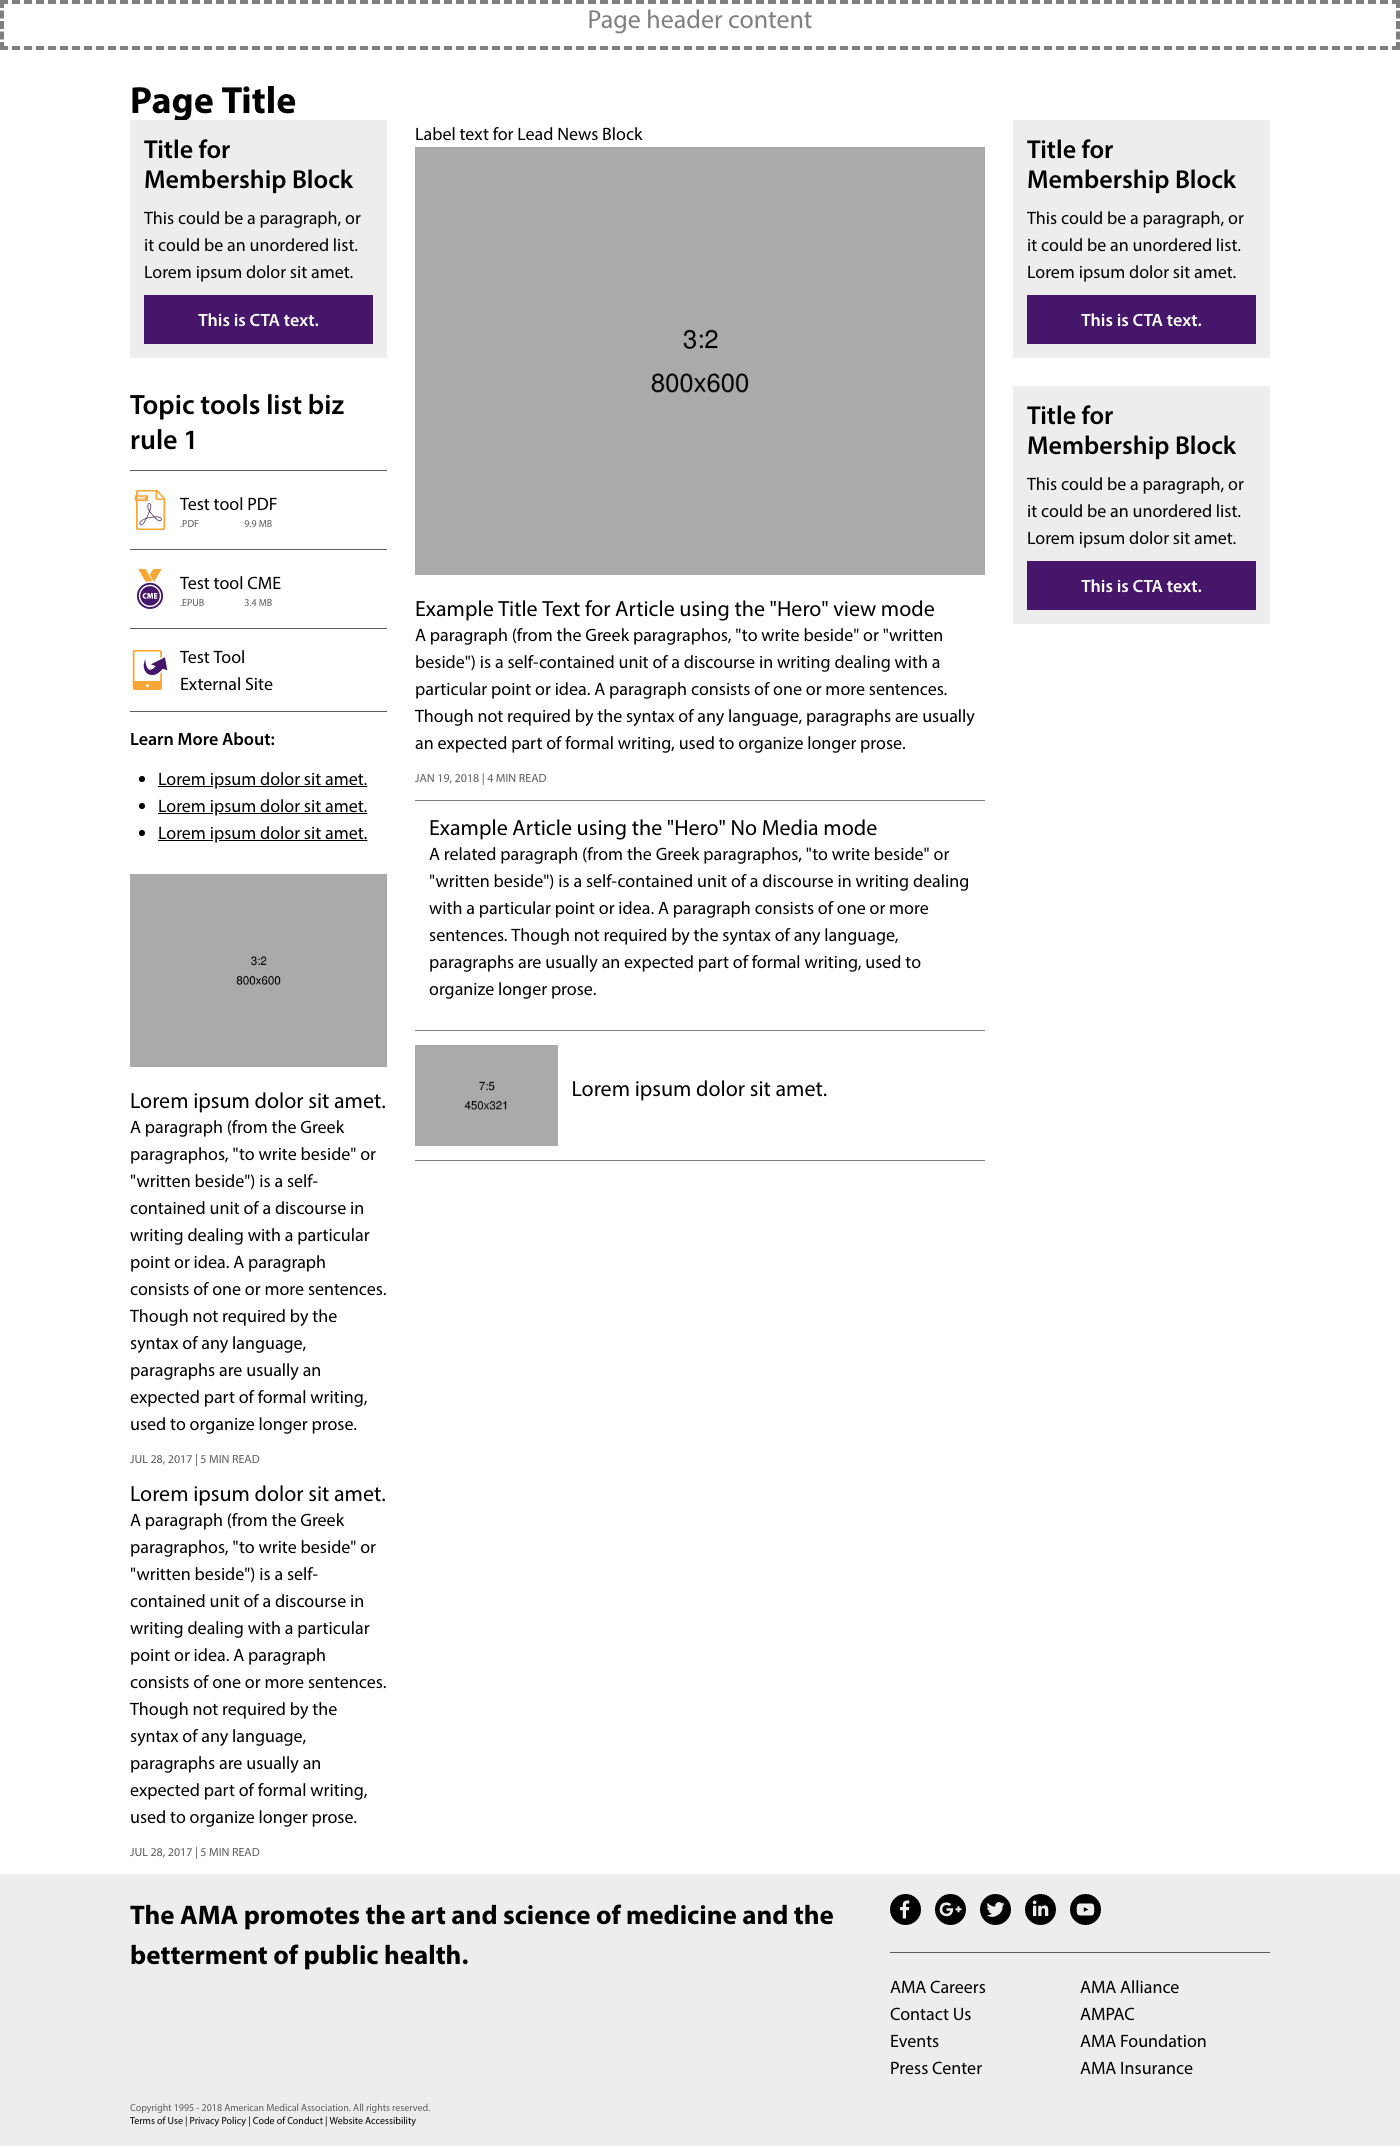 Page header content
Page Title
Title for
Membership Block
This could be a paragraph, or
it could be an unordered list.
Lorem ipsum dolor sit amet.
This is CTA text.
Topic tools list biz
rule 1
PDF
Test tool PDF
.PDF 9.9 MB
CME
Test tool CME
.EPUB 3.4 MB
Test Tool
External Site
Learn More About:
Lorem ipsum dolor sit amet.
Lorem ipsum dolor sit amet.
Lorem ipsum dolor sit amet.
3:2
800x600
Lorem ipsum dolor sit amet.
A paragraph (from the Greek
paragraphos, "to write beside" or
"written beside") is a self-
contained unit of a discourse in
writing dealing with a particular
point or idea. A paragraph
consists of one or more sentences.
Though not required by the
syntax of any language,
paragraphs are usually an
expected part of formal writing,
used to organize longer prose.
JUL 28, 2017 | 5 MIN READ
Lorem ipsum dolor sit amet.
A paragraph (from the Greek
paragraphos, "to write beside" or
"written beside") is a self-
contained unit of a discourse in
writing dealing with a particular
point or idea. A paragraph
consists of one or more sentences.
Though not required by the
syntax of any language,
paragraphs are usually an
expected part of formal writing,
used to organize longer prose.
JUL 28, 2017 | 5 MIN READ
Label text for Lead News Block
3:2
800x600
Example Title Text for Article using the "Hero" view mode
A paragraph (from the Greek paragraphos, "to write beside" or "written
beside") is a self-contained unit of a discourse in writing dealing with a
particular point or idea. A paragraph consists of one or more sentences.
Though not required by the syntax of any language, paragraphs are usually
an expected part of formal writing, used to organize longer prose.
JAN 19, 2018 | 4 MIN READ
Example Article using the "Hero" No Media mode
A related paragraph (from the Greek paragraphos, "to write beside" or
"written beside") is a self-contained unit of a discourse in writing dealing
with a particular point or idea. A paragraph consists of one or more
sentences. Though not required by the syntax of any language,
paragraphs are usually an expected part of formal writing, used to
organize longer prose.
7:5
450x321
Lorem ipsum dolor sit amet.
Title for
Membership Block
This could be a paragraph, or
it could be an unordered list.
Lorem ipsum dolor sit amet.
This is CTA text.
Title for
Membership Block
This could be a paragraph, or
it could be an unordered list.
Lorem ipsum dolor sit amet.
This is CTA text.
The AMA promotes the art and science of medicine and the
betterment of public health.
AMA Careers
Contact Us
Events
Press Center
AMA Alliance
AMPAC
AMA Foundation
AMA Insurance
Copyright 1995 - 2018 American Medical Association. All rights reserved.
Terms of Use | Privacy Policy | Code of Conduct | Website Accessibility